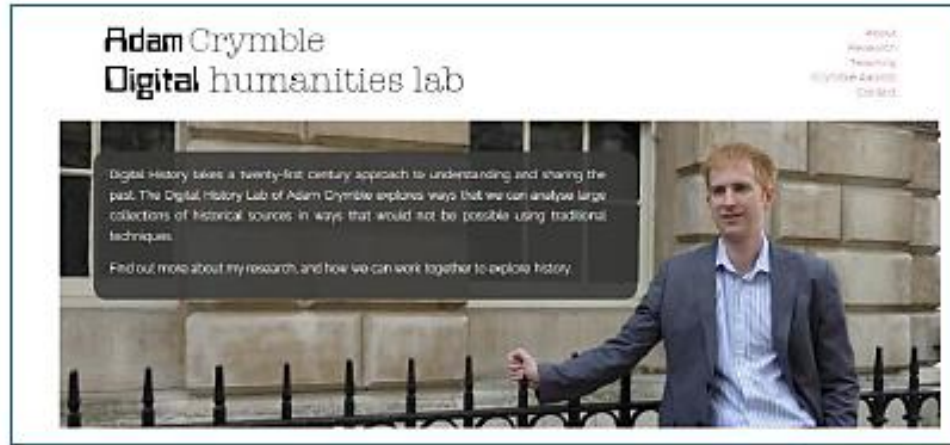 Adam Crymble
Digital humanities lab
About
Research
Teaching
Crymble Awards
Contact
Digital History takes a twenty-first century approach to understanding and sharing the
past. The Digital History Lab of Adam Crymble explores ways that we can analyse large
collections of historical sources in ways that would not be possible using traditional
techniques.
Find out more about my research, and how we can work together to explore history.